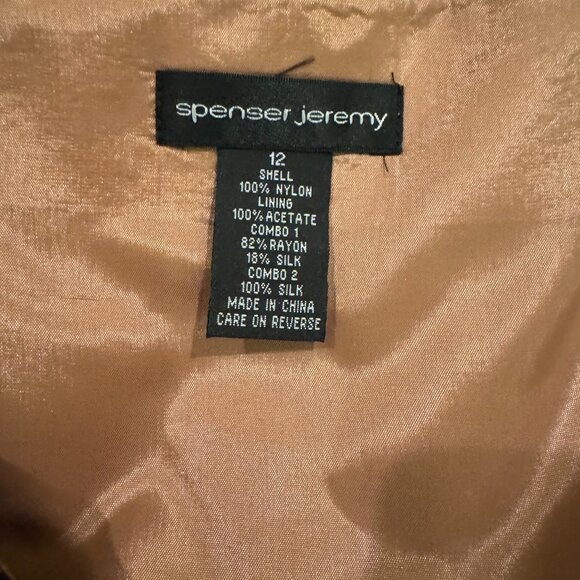 spenser jeremy
12
SHELL
100% NYLON
LINING
100% ACETATE
COMBO 1
82% RAYON
18% SILK
COMBO 2
100% SILK
MADE IN CHINA
CARE ON REVERSE